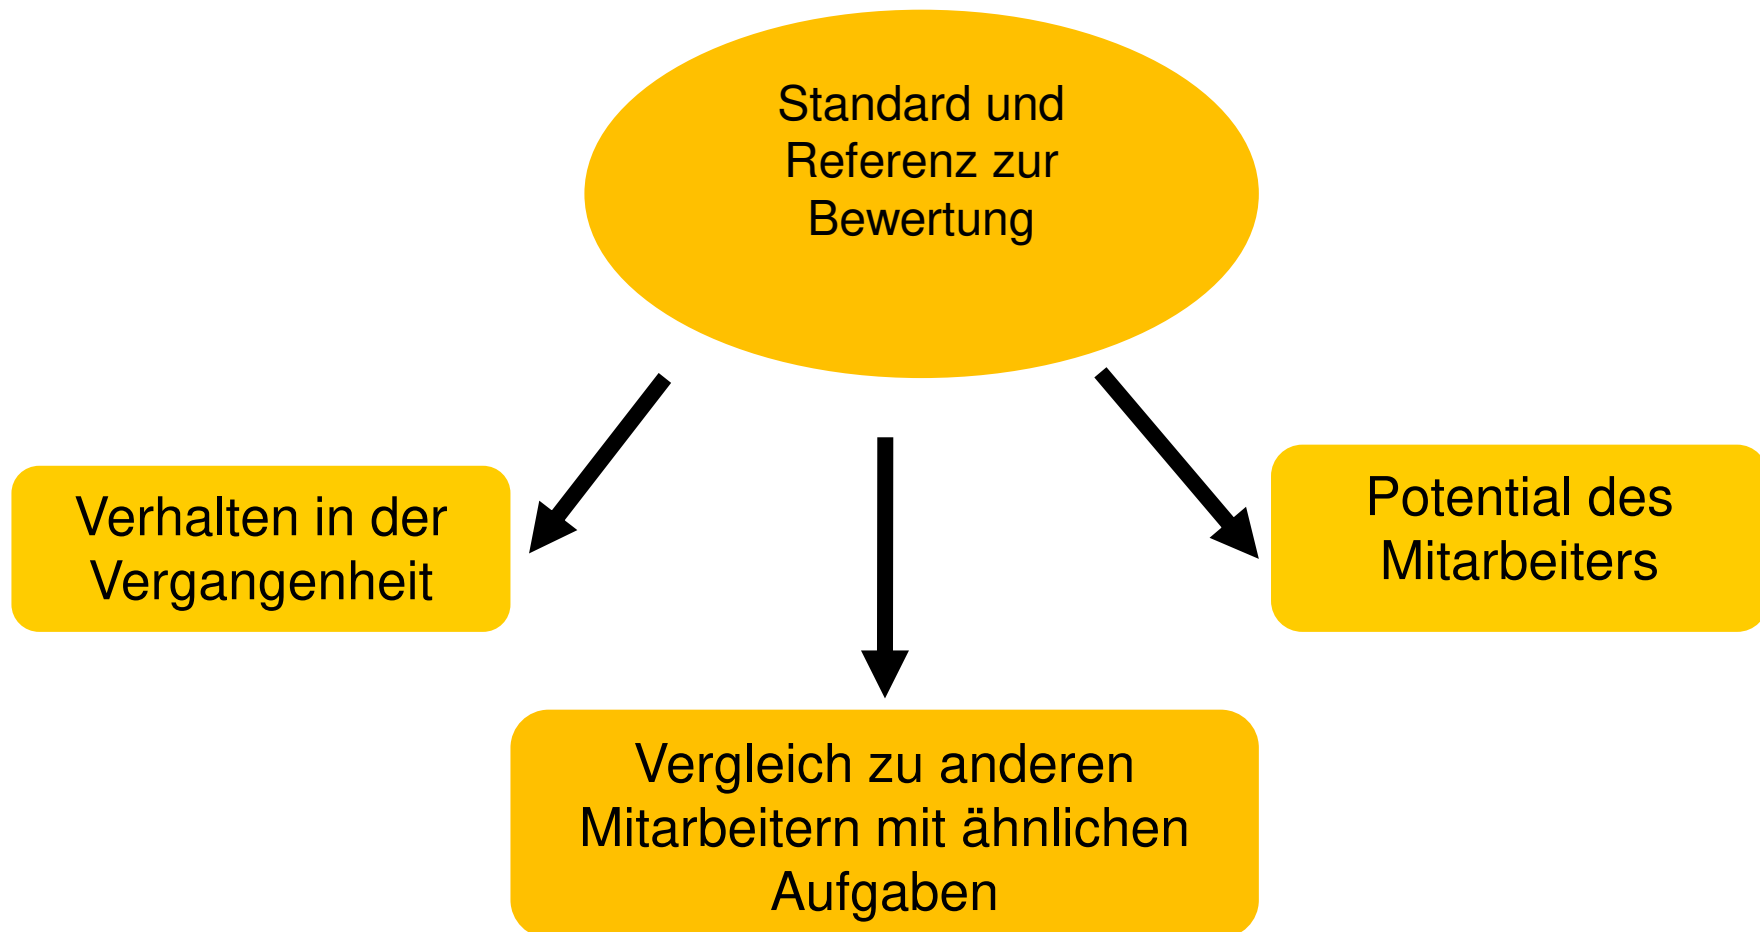 Standard und
Referenz zur
Bewertung
Verhalten in der
Vergangenheit
Potential des
Mitarbeiters
Vergleich zu anderen
Mitarbeitern mit ähnlichen
Aufgaben